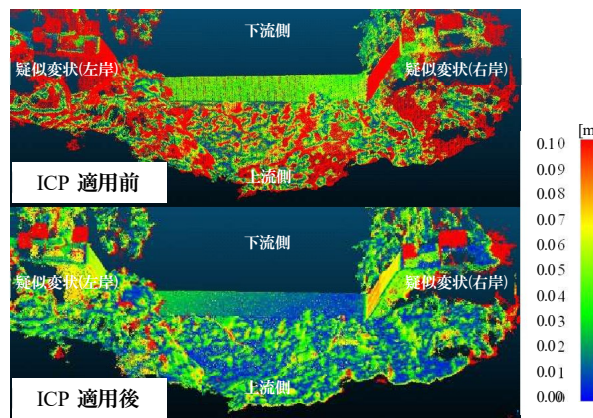 下流側
疑似変状(左岸)
疑似変状(右岸)
上流側
ICP 適用前
下流側
疑似変状(左岸)
疑似変状(右岸)
上流側
ICP 適用後
[m
0.10
0.09
0.08
0.07
0.06
0.05
0.04
0.03
0.02
0.01
0.00